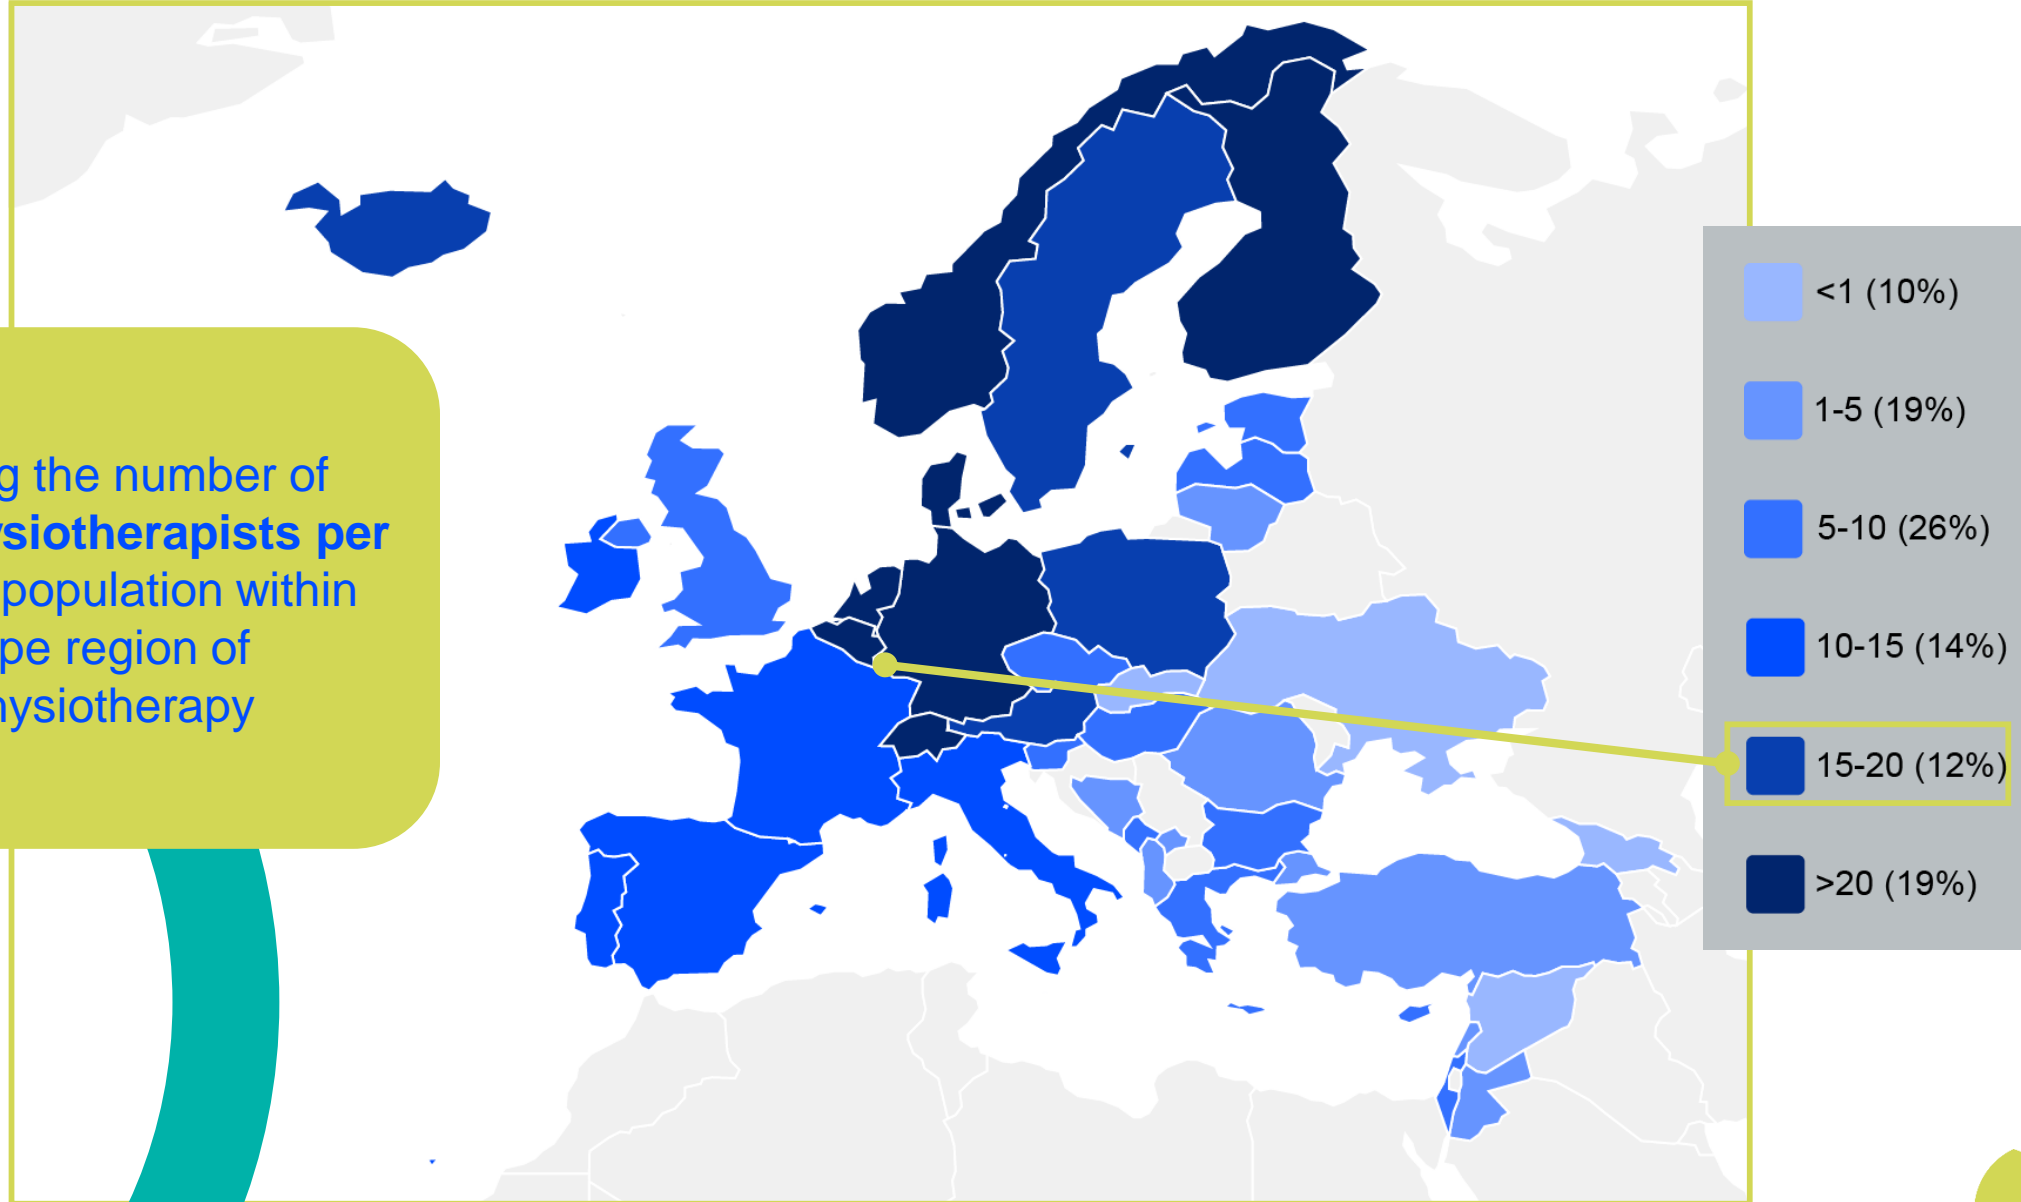 g the number of
ysiotherapists per
population within
pe region of
hysiotherapy
<1 (10%)
1-5 (19%)
5-10 (26%)
10-15 (14%)
15-20 (12%)
>20 (19%)